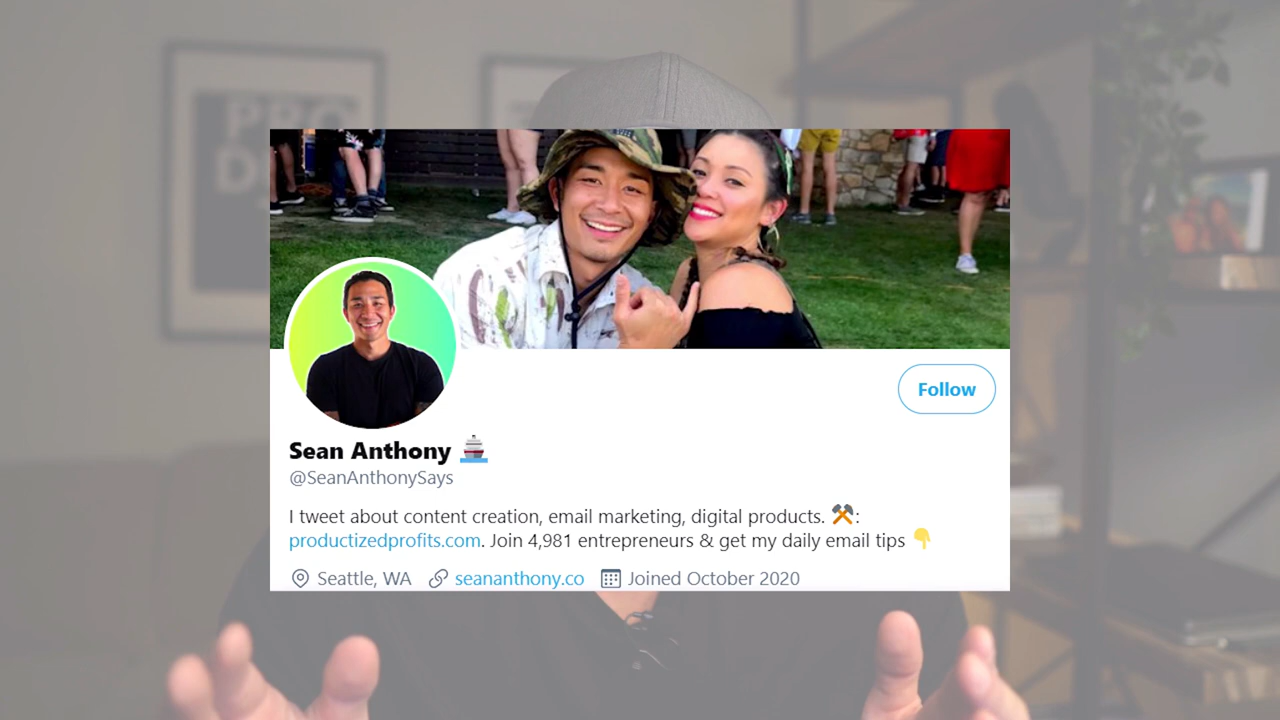 Follow
Sean Anthony 🚢
@SeanAnthonySays
I tweet about content creation, email marketing, digital products. ⚒️:
productizedprofits.com. Join 4,981 entrepreneurs & get my daily email tips 👇
Seattle, WA seananthony.co Joined October 2020